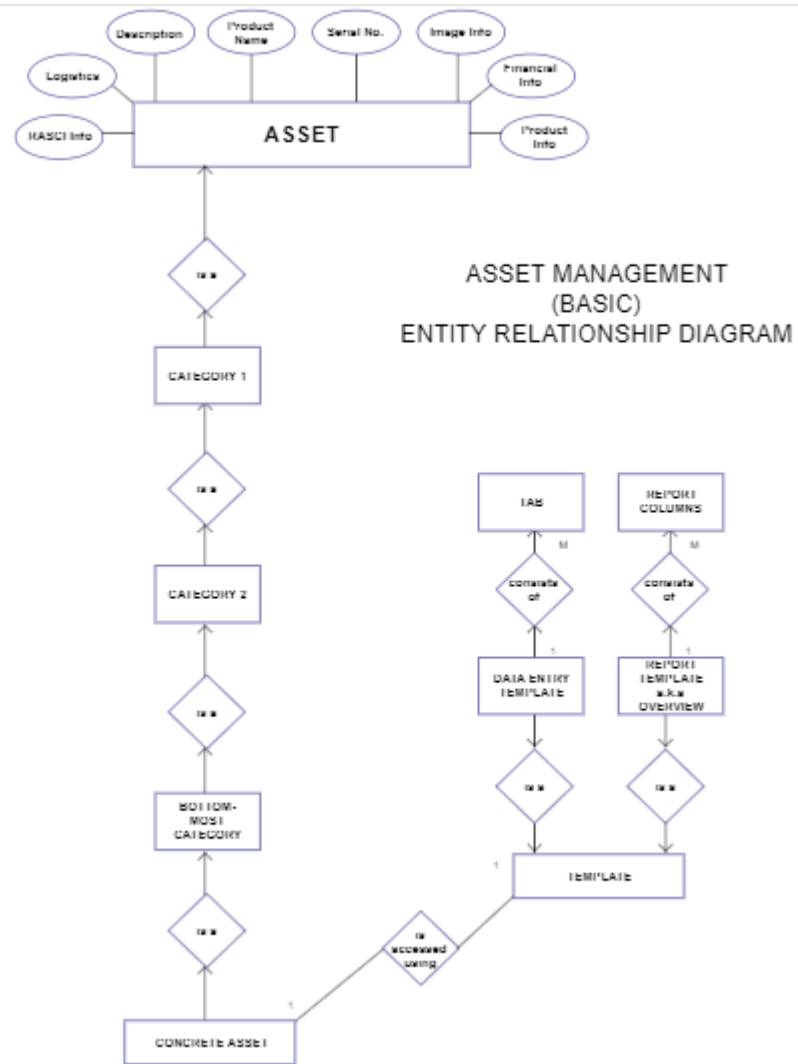 Description
Product
Name
Serial No.
Image Info
Logistics
Financial
Info
RASCI Info
ASSET
Product
Info
is a
ASSET MANAGEMENT
(BASIC)
ENTITY RELATIONSHIP DIAGRAM
CATEGORY 1
is a
TAB
REPORT
COLUMNS
M
M
consists
of
consists
of
CATEGORY 2
1
1
DATA ENTRY
TEMPLATE
REPORT
TEMPLATE
a.k.a
OVERVIEW
is a
is a
is a
BOTTOM-
MOST
CATEGORY
1
TEMPLATE
is a
is
accessed
using
1
CONCRETE ASSET